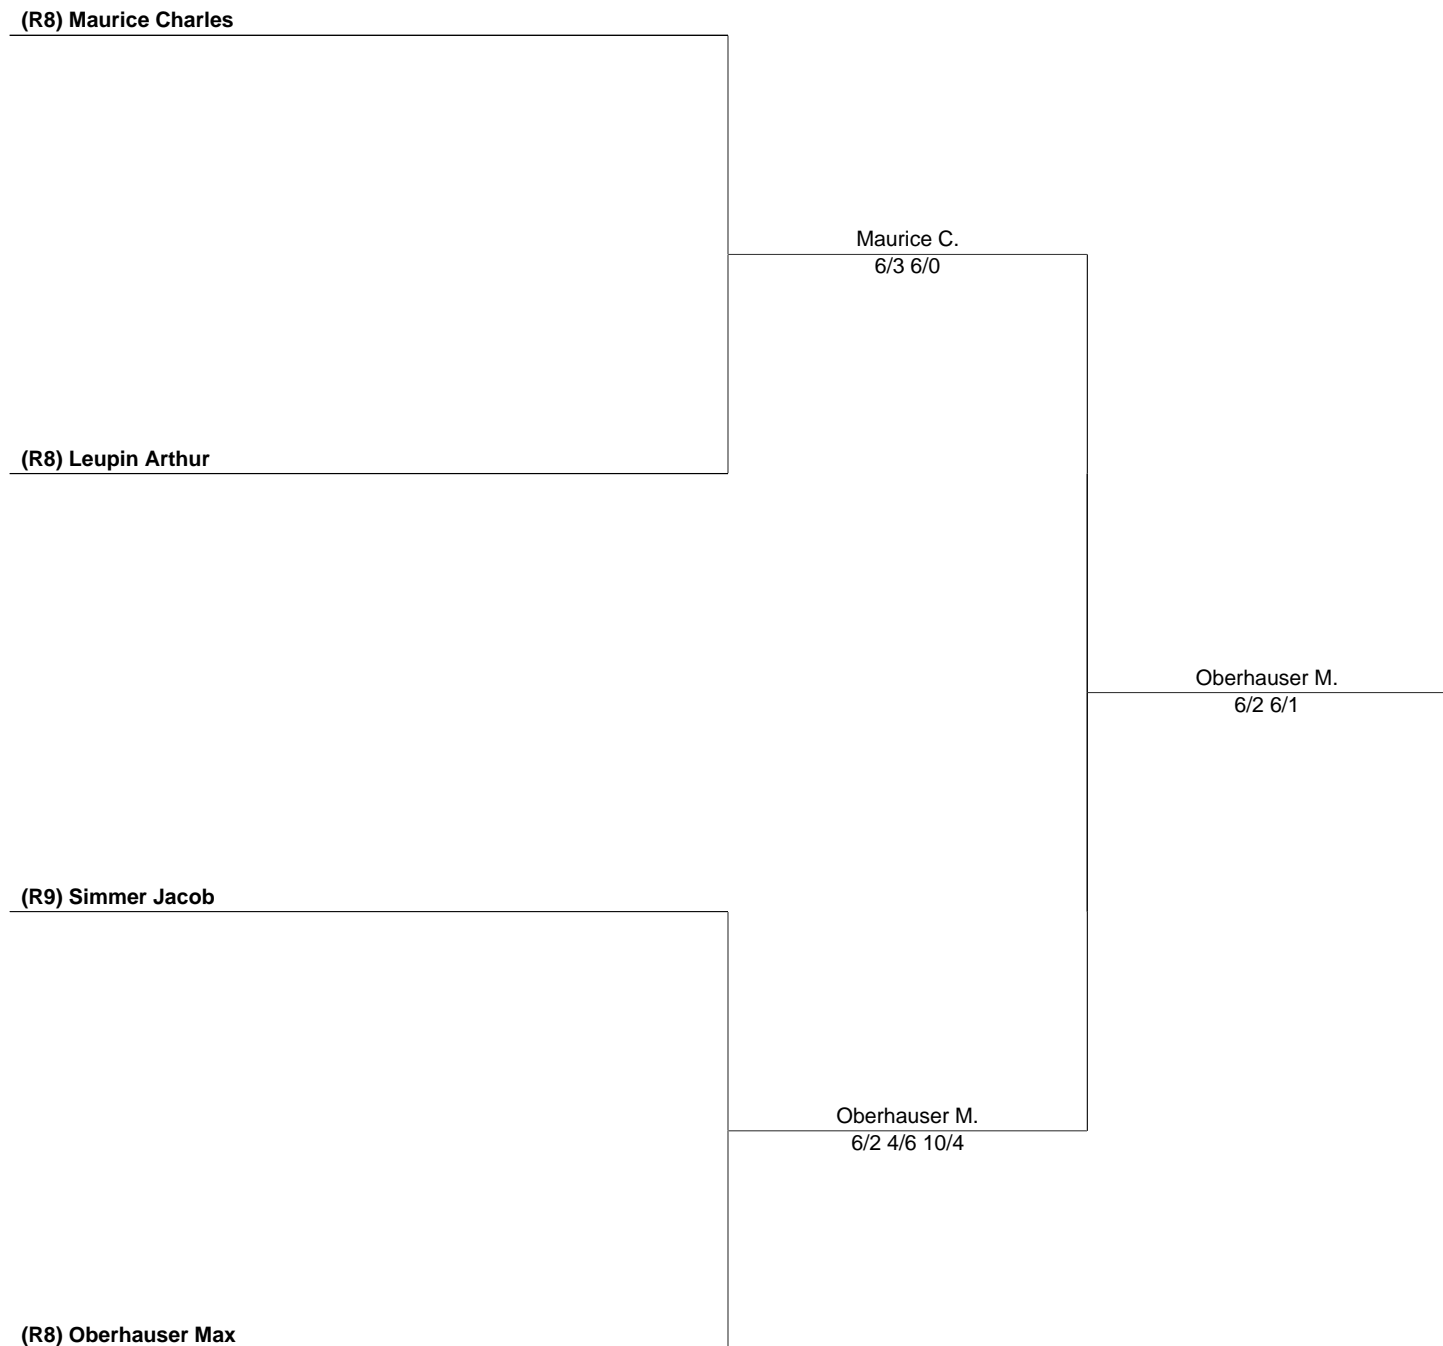 (R8) Maurice Charles
Maurice C.
6/3 6/0
(R8) Leupin Arthur
Oberhauser M.
6/2 6/1
(R9) Simmer Jacob
Oberhauser M.
6/2 4/6 10/4
(R8) Oberhauser Max